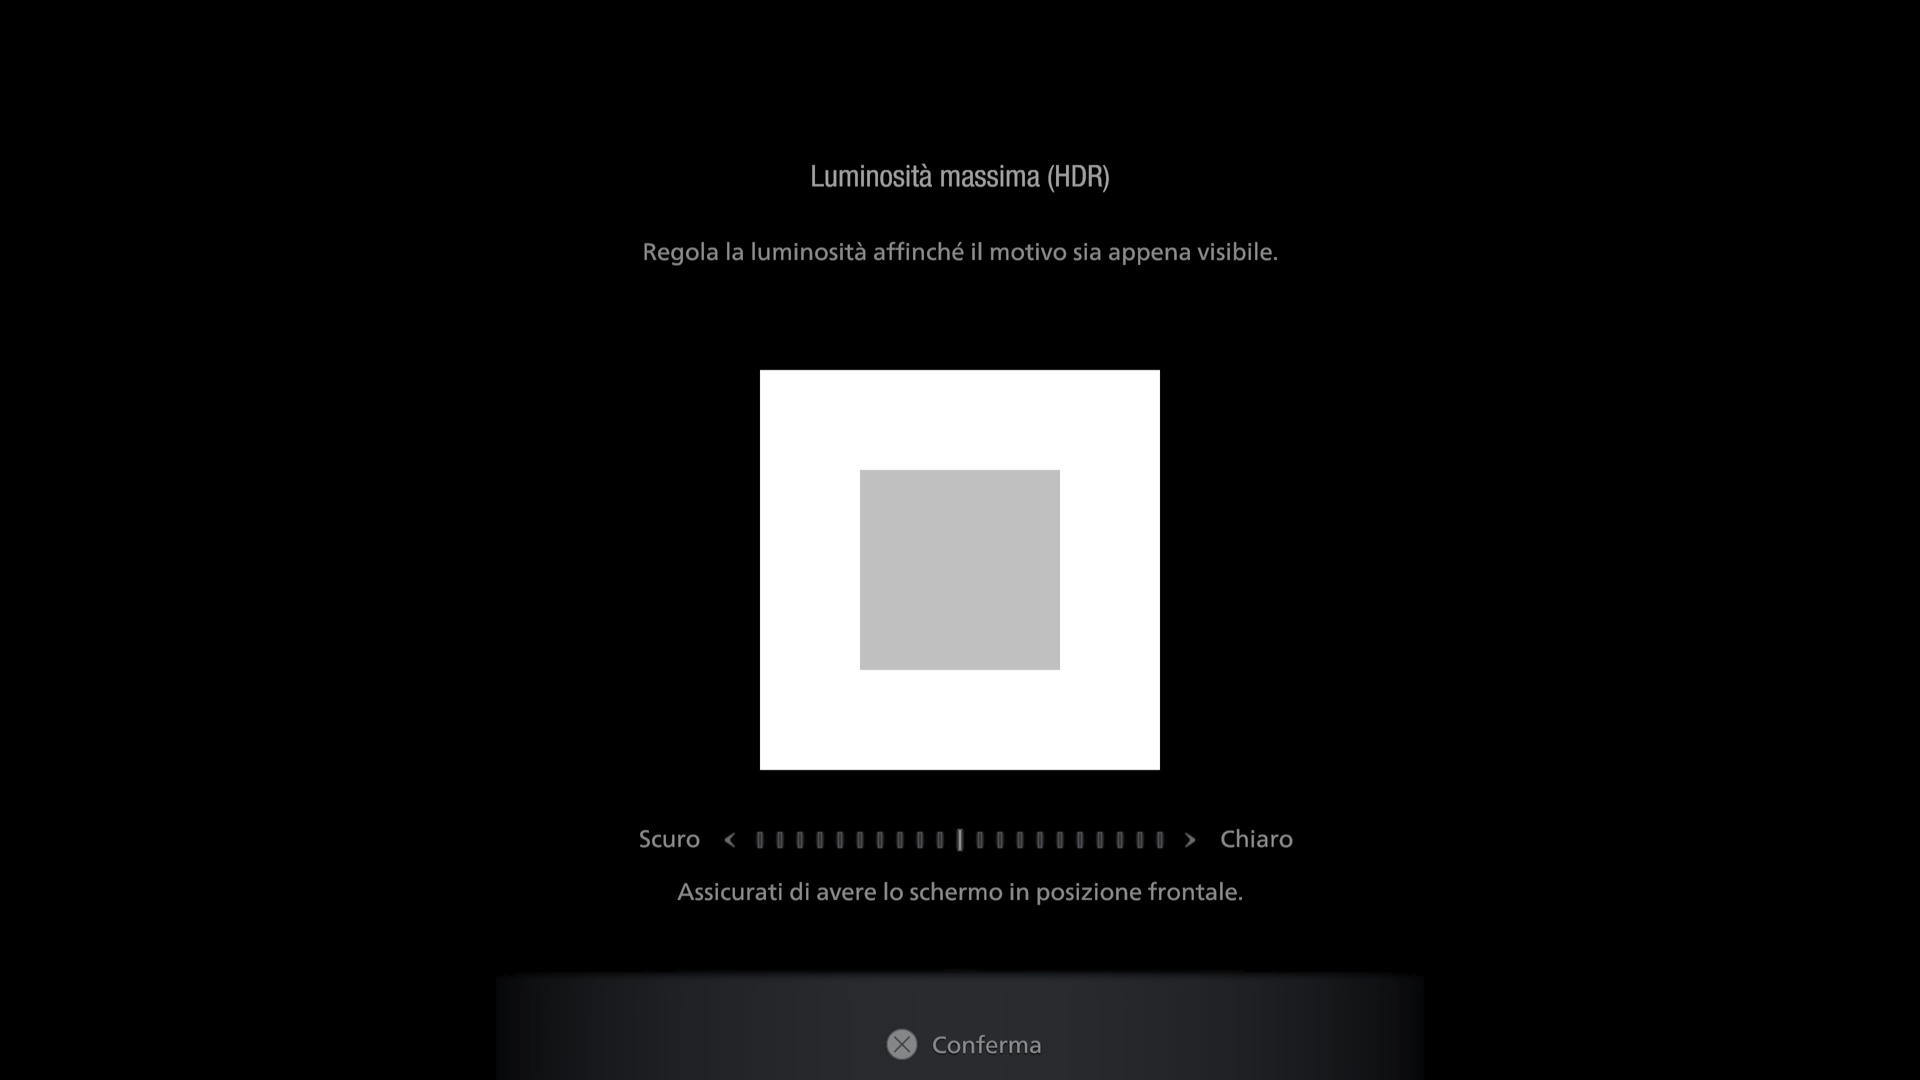 Luminosità massima (HDR)
Regola la luminosità affinché il motivo sia appena visibile.
Scuro < > Chiaro
Assicurati di avere lo schermo in posizione frontale.
Conferma